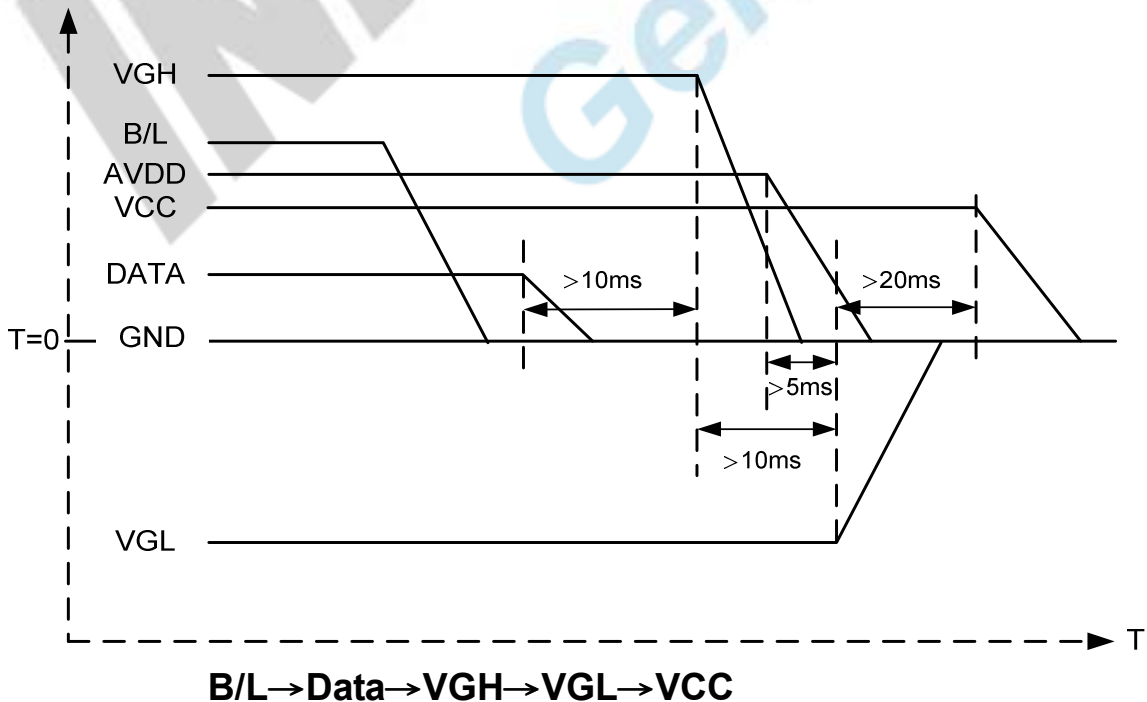 VGH
B/L
AVDD
VCC
DATA
>10ms
>20ms
T=0
GND
>5ms
>10ms
VGL
T
B/L→Data→VGH→VGL→VCC